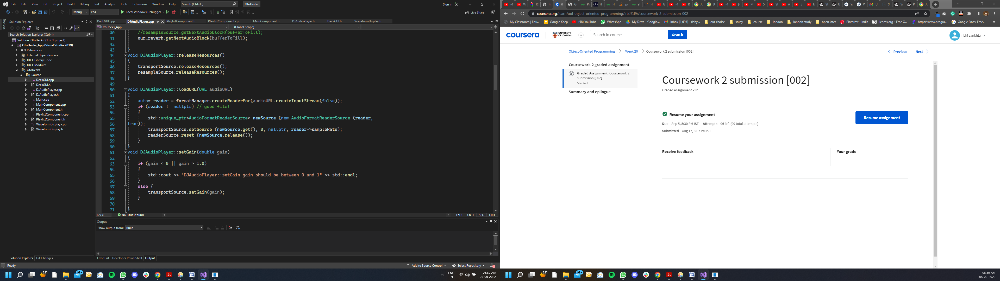 File Edit View Git Project Build Debug Test Analyze Tools Extensions Window Help Search (Ctrl+Q) OtoDecks Sign in
Debug x64 Local Windows Debugger Live Share
Toolbox
Solution Explorer
Search Solution Explorer (Ctrl+;)
Solution 'OtoDecks' (1 of 1 project)
OtoDecks_App (Visual Studio 2019)
References
External Dependencies
JUCE Library Code
JUCE Modules
OtoDecks
Source
DeckGUI.cpp
DeckGUI.h
DJAudioPlayer.cpp
DJAudioPlayer.h
Main.cpp
MainComponent.cpp
MainComponent.h
PlaylistComponent.cpp
PlaylistComponent.h
WaveformDisplay.cpp
WaveformDisplay.h
Solution Explorer Git Changes
DeckGUI.cpp DJAudioPlayer.cpp PlaylistComponent.h PlaylistComponent.cpp MainComponent.h DJAudioPlayer.h DeckGUI.h WaveformDisplay.h
OtoDecks_App (Global Scope)
40 //resampleSource.getNextAudioBlock(bufferToFill);
41 our_reverb.getNextAudioBlock(bufferToFill);
42
43 }
44 void DJAudioPlayer::releaseResources()
45 {
46 transportSource.releaseResources();
47 resampleSource.releaseResources();
48 }
49
50 void DJAudioPlayer::loadURL(URL audioURL)
51 {
52 auto* reader = formatManager.createReaderFor(audioURL.createInputStream(false));
53 if (reader != nullptr) // good file!
54 {
55 std::unique_ptr<AudioFormatReaderSource> newSource (new AudioFormatReaderSource (reader,
56 true));
57 transportSource.setSource (newSource.get(), 0, nullptr, reader->sampleRate);
58 readerSource.reset (newSource.release());
59 }
60 }
61 void DJAudioPlayer::setGain(double gain)
62 {
63 if (gain < 0 || gain > 1.0)
64 {
65 std::cout << "DJAudioPlayer::setGain gain should be between 0 and 1" << std::endl;
66 }
67 else {
68 transportSource.setGain(gain);
69 }
70
71 }
129 % No issues found Ln: 1 Ch: 1 SPC CRLF
Output
Show output from: Build
Error List Developer PowerShell Output
Ready Add to Source Control Select Repository 1
29° 99+ ENG IN 08:30 AM 05-09-2022
coursera.org/learn/uol-object-oriented-programming/irt/JZd9r/coursework-2-submission-002
My Classroom | Edu... Google Keep (58) YouTube WhatsApp My Drive - Google... Inbox (1,694) - rishy... our choice study course london london study open later Pinterest - India lichess.org • Free O... https://www.progra... Google Docs: Free...
coursera UNIVERSITY OF LONDON Search in course Search rishi sankhla
Object-Oriented Programming > Week 20 > Coursework 2 submission [002] Previous Next
Coursework 2 graded assignment
Graded Assignment: Coursework 2
submission [002]
Started
Summary and epilogue
Coursework 2 submission [002]
Graded Assignment • 3h
Resume your assignment
Resume assignment
Due Sep 5, 5:30 PM IST Attempts 96 left (99 total attempts)
Submitted Aug 17, 6:07 PM IST
Receive feedback Your grade
–
29° 99+ 08:30 AM
05-09-2022